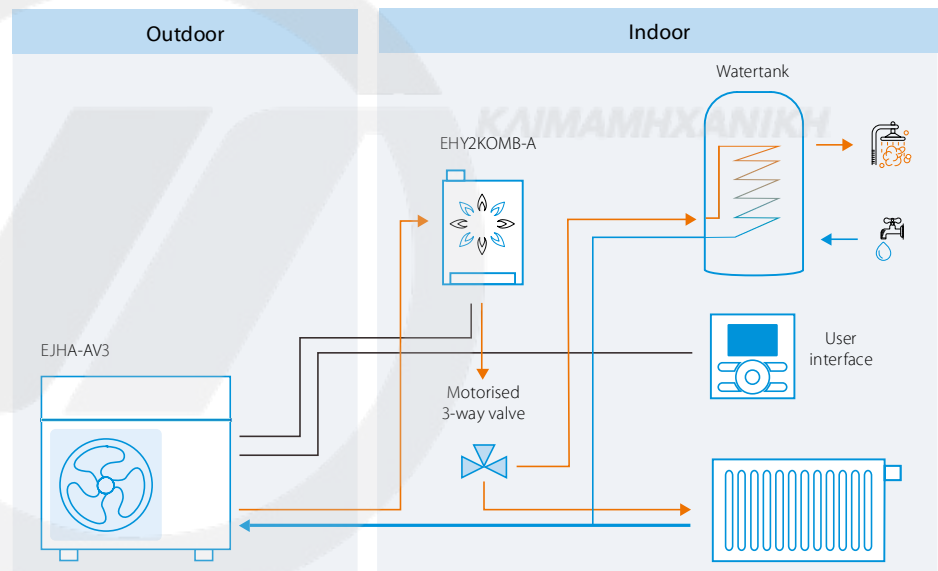 Outdoor
Indoor
Watertank
ΚΛΙΜΑΜΗΧΑΝΙΚΗ
EHY2KOMB-A
EJHA-AV3
User
interface
Motorised
3-way valve